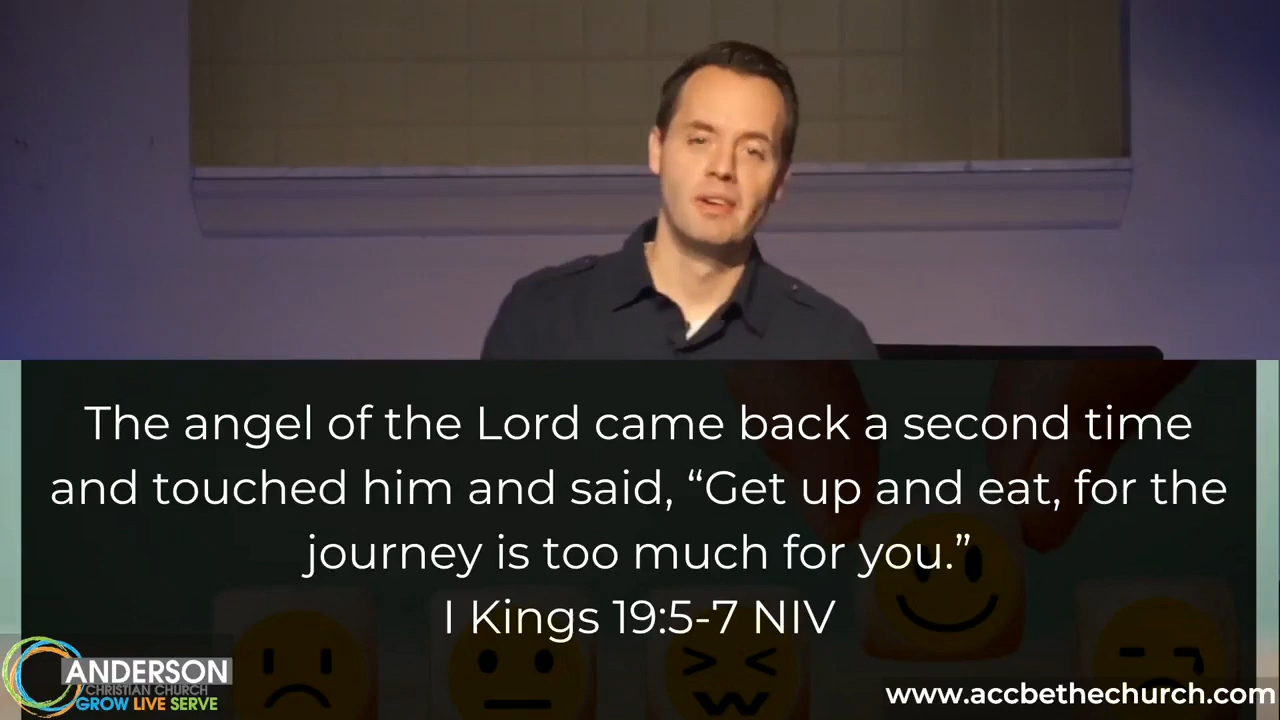 The angel of the Lord came back a second time
and touched him and said, “Get up and eat, for the
journey is too much for you.”
I Kings 19:5-7 NIV
ANDERSON
CHRISTIAN CHURCH
GROW LIVE SERVE
www.accbethechurch.com